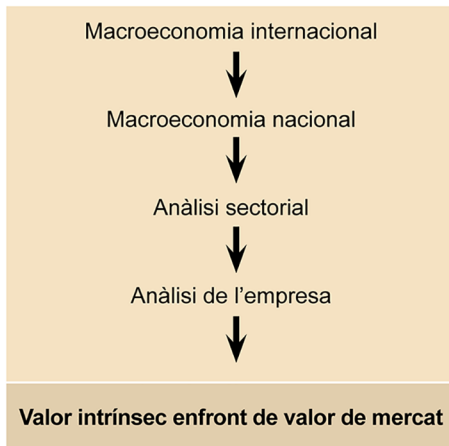 Macroeconomia internacional
Macroeconomia nacional
Anàlisi sectorial
Anàlisi de l’empresa
Valor intrínsec enfront de valor de mercat